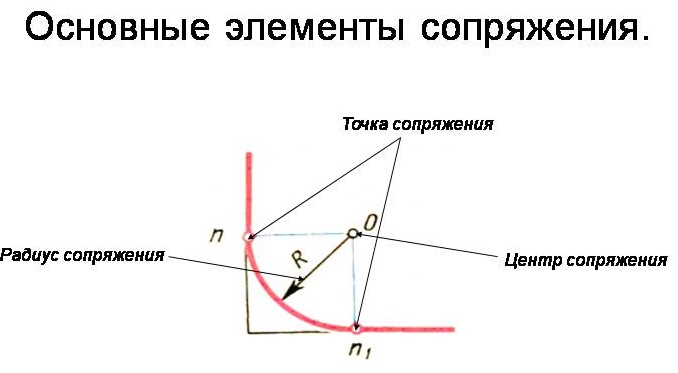 Основные элементы сопряжения.
Точка сопряжения
n
O
Радиус сопряжения
R
Центр сопряжения
n₁